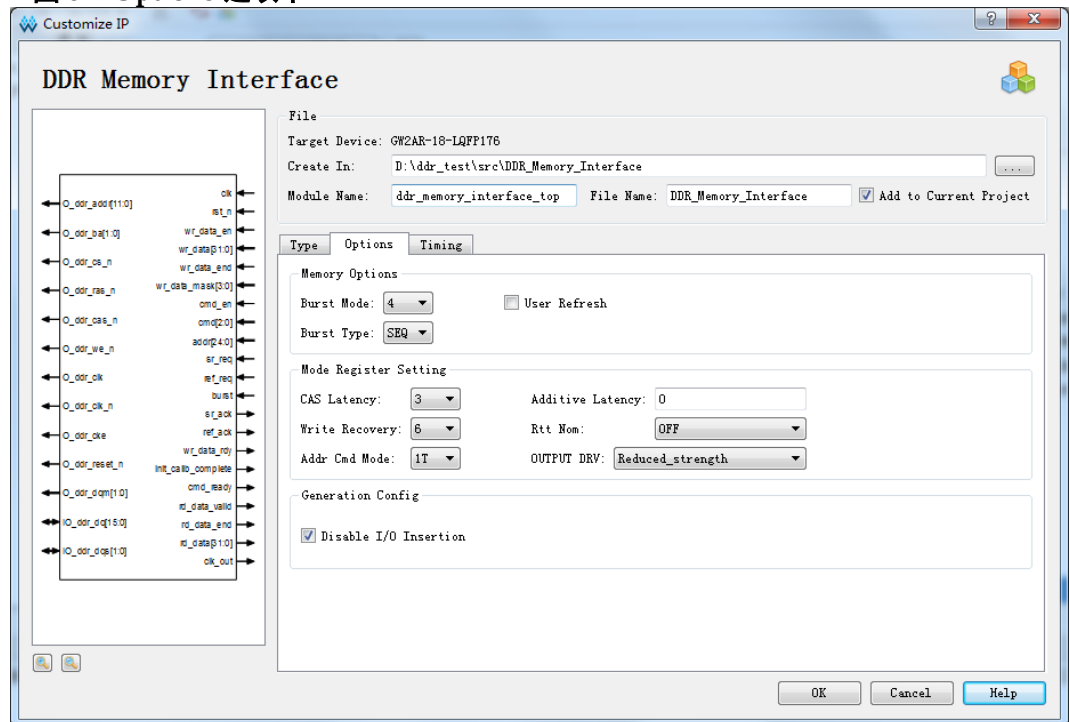 Customize IP
DDR Memory Interface
File
Target Device: GW2AR-18-LQFP176
Create In: D:\ddr_test\src\DDR_Memory_Interface ...
Module Name: ddr_memory_interface_top File Name: DDR_Memory_Interface Add to Current Project
Type Options Timing
Memory Options
Burst Mode: 4 User Refresh
Burst Type: SEQ
Mode Register Setting
CAS Latency: 3 Additive Latency: 0
Write Recovery: 6 Rtt Nom: OFF
Addr Cmd Mode: 1T OUTPUT DRV: Reduced_strength
Generation Config
Disable I/O Insertion
O_ddr_addr[11:0]
O_ddr_ba[1:0]
O_ddr_cs_n
O_ddr_ras_n
O_ddr_cas_n
O_ddr_we_n
O_ddr_clk
O_ddr_clk_n
O_ddr_cke
O_ddr_reset_n
O_ddr_dqm[1:0]
IO_ddr_dq[15:0]
IO_ddr_dqs[1:0]
clk
rst_n
wr_data_en
wr_data[31:0]
wr_data_end
wr_data_mask[3:0]
cmd_en
cmd[2:0]
addr[24:0]
sr_req
ref_req
burst
sr_ack
ref_ack
wr_data_rdy
init_calib_complete
cmd_ready
rd_data_valid
rd_data_end
rd_data[31:0]
clk_out
OK Cancel Help